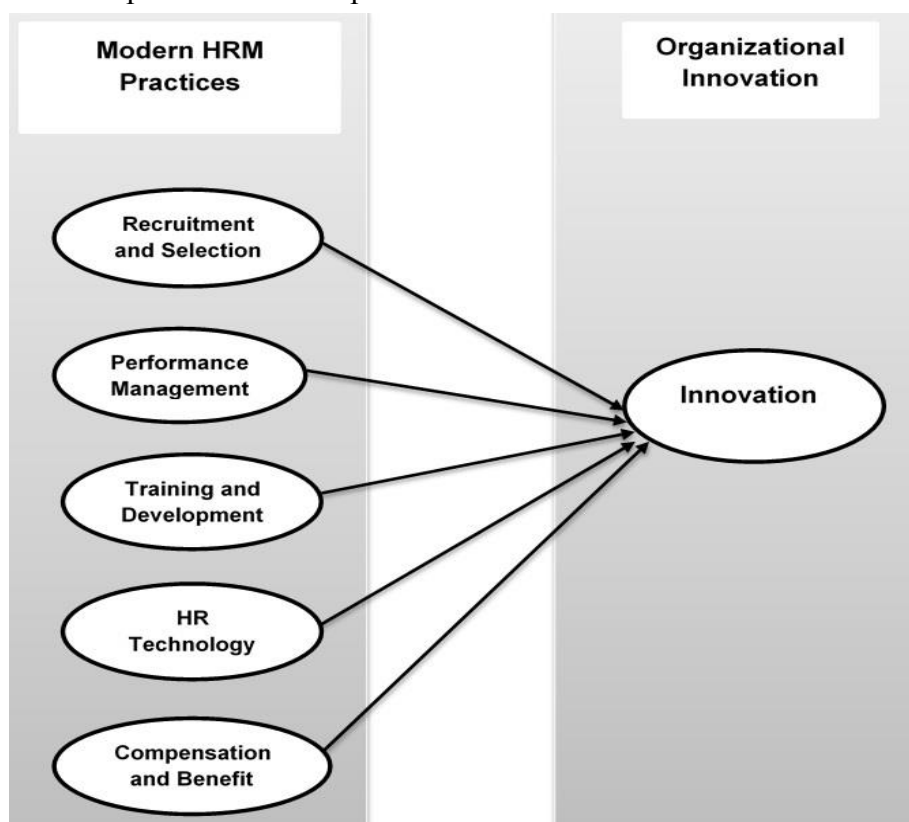 Modern HRM
Practices
Organizational
Innovation
Recruitment
and Selection
Performance
Management
Training and
Development
HR
Technology
Compensation
and Benefit
Innovation